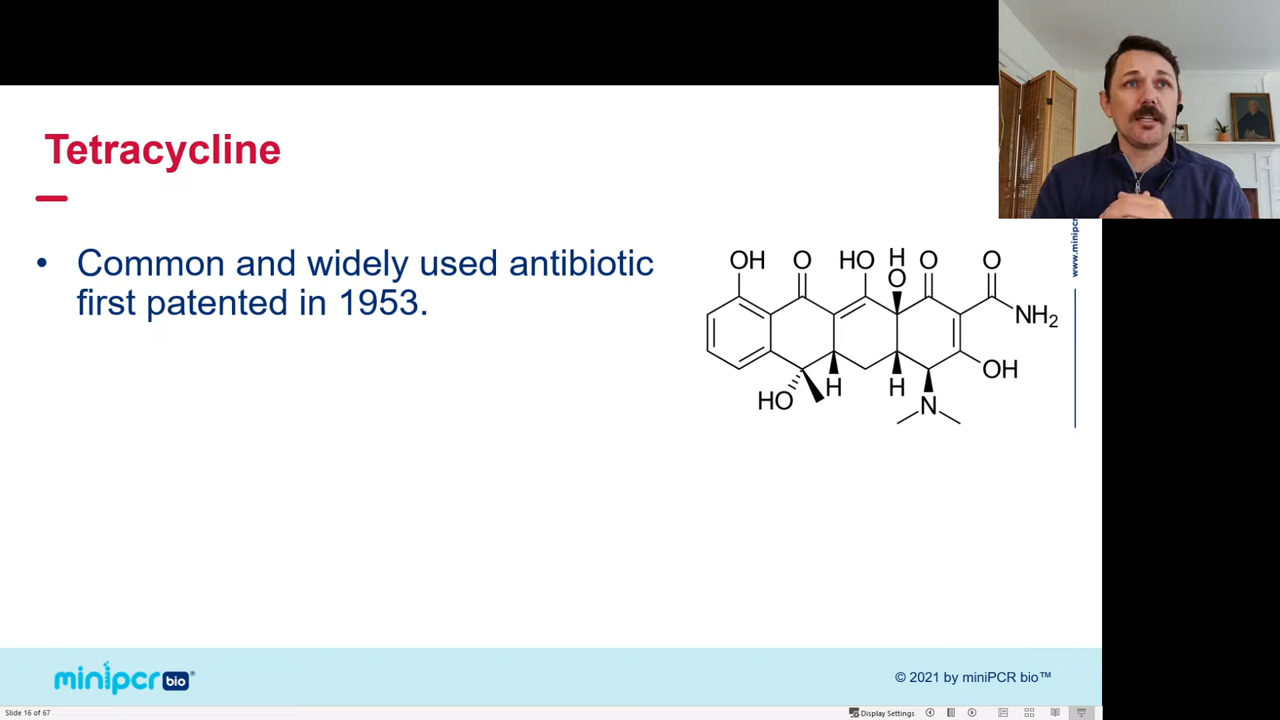 Tetracycline
• Common and widely used antibiotic
first patented in 1953.
OH O HO H O O O
NH2
OH
HO H H
N
www.minipcr
minipcr bio®
© 2021 by miniPCR bio™
Slide 16 of 67
Display Settings